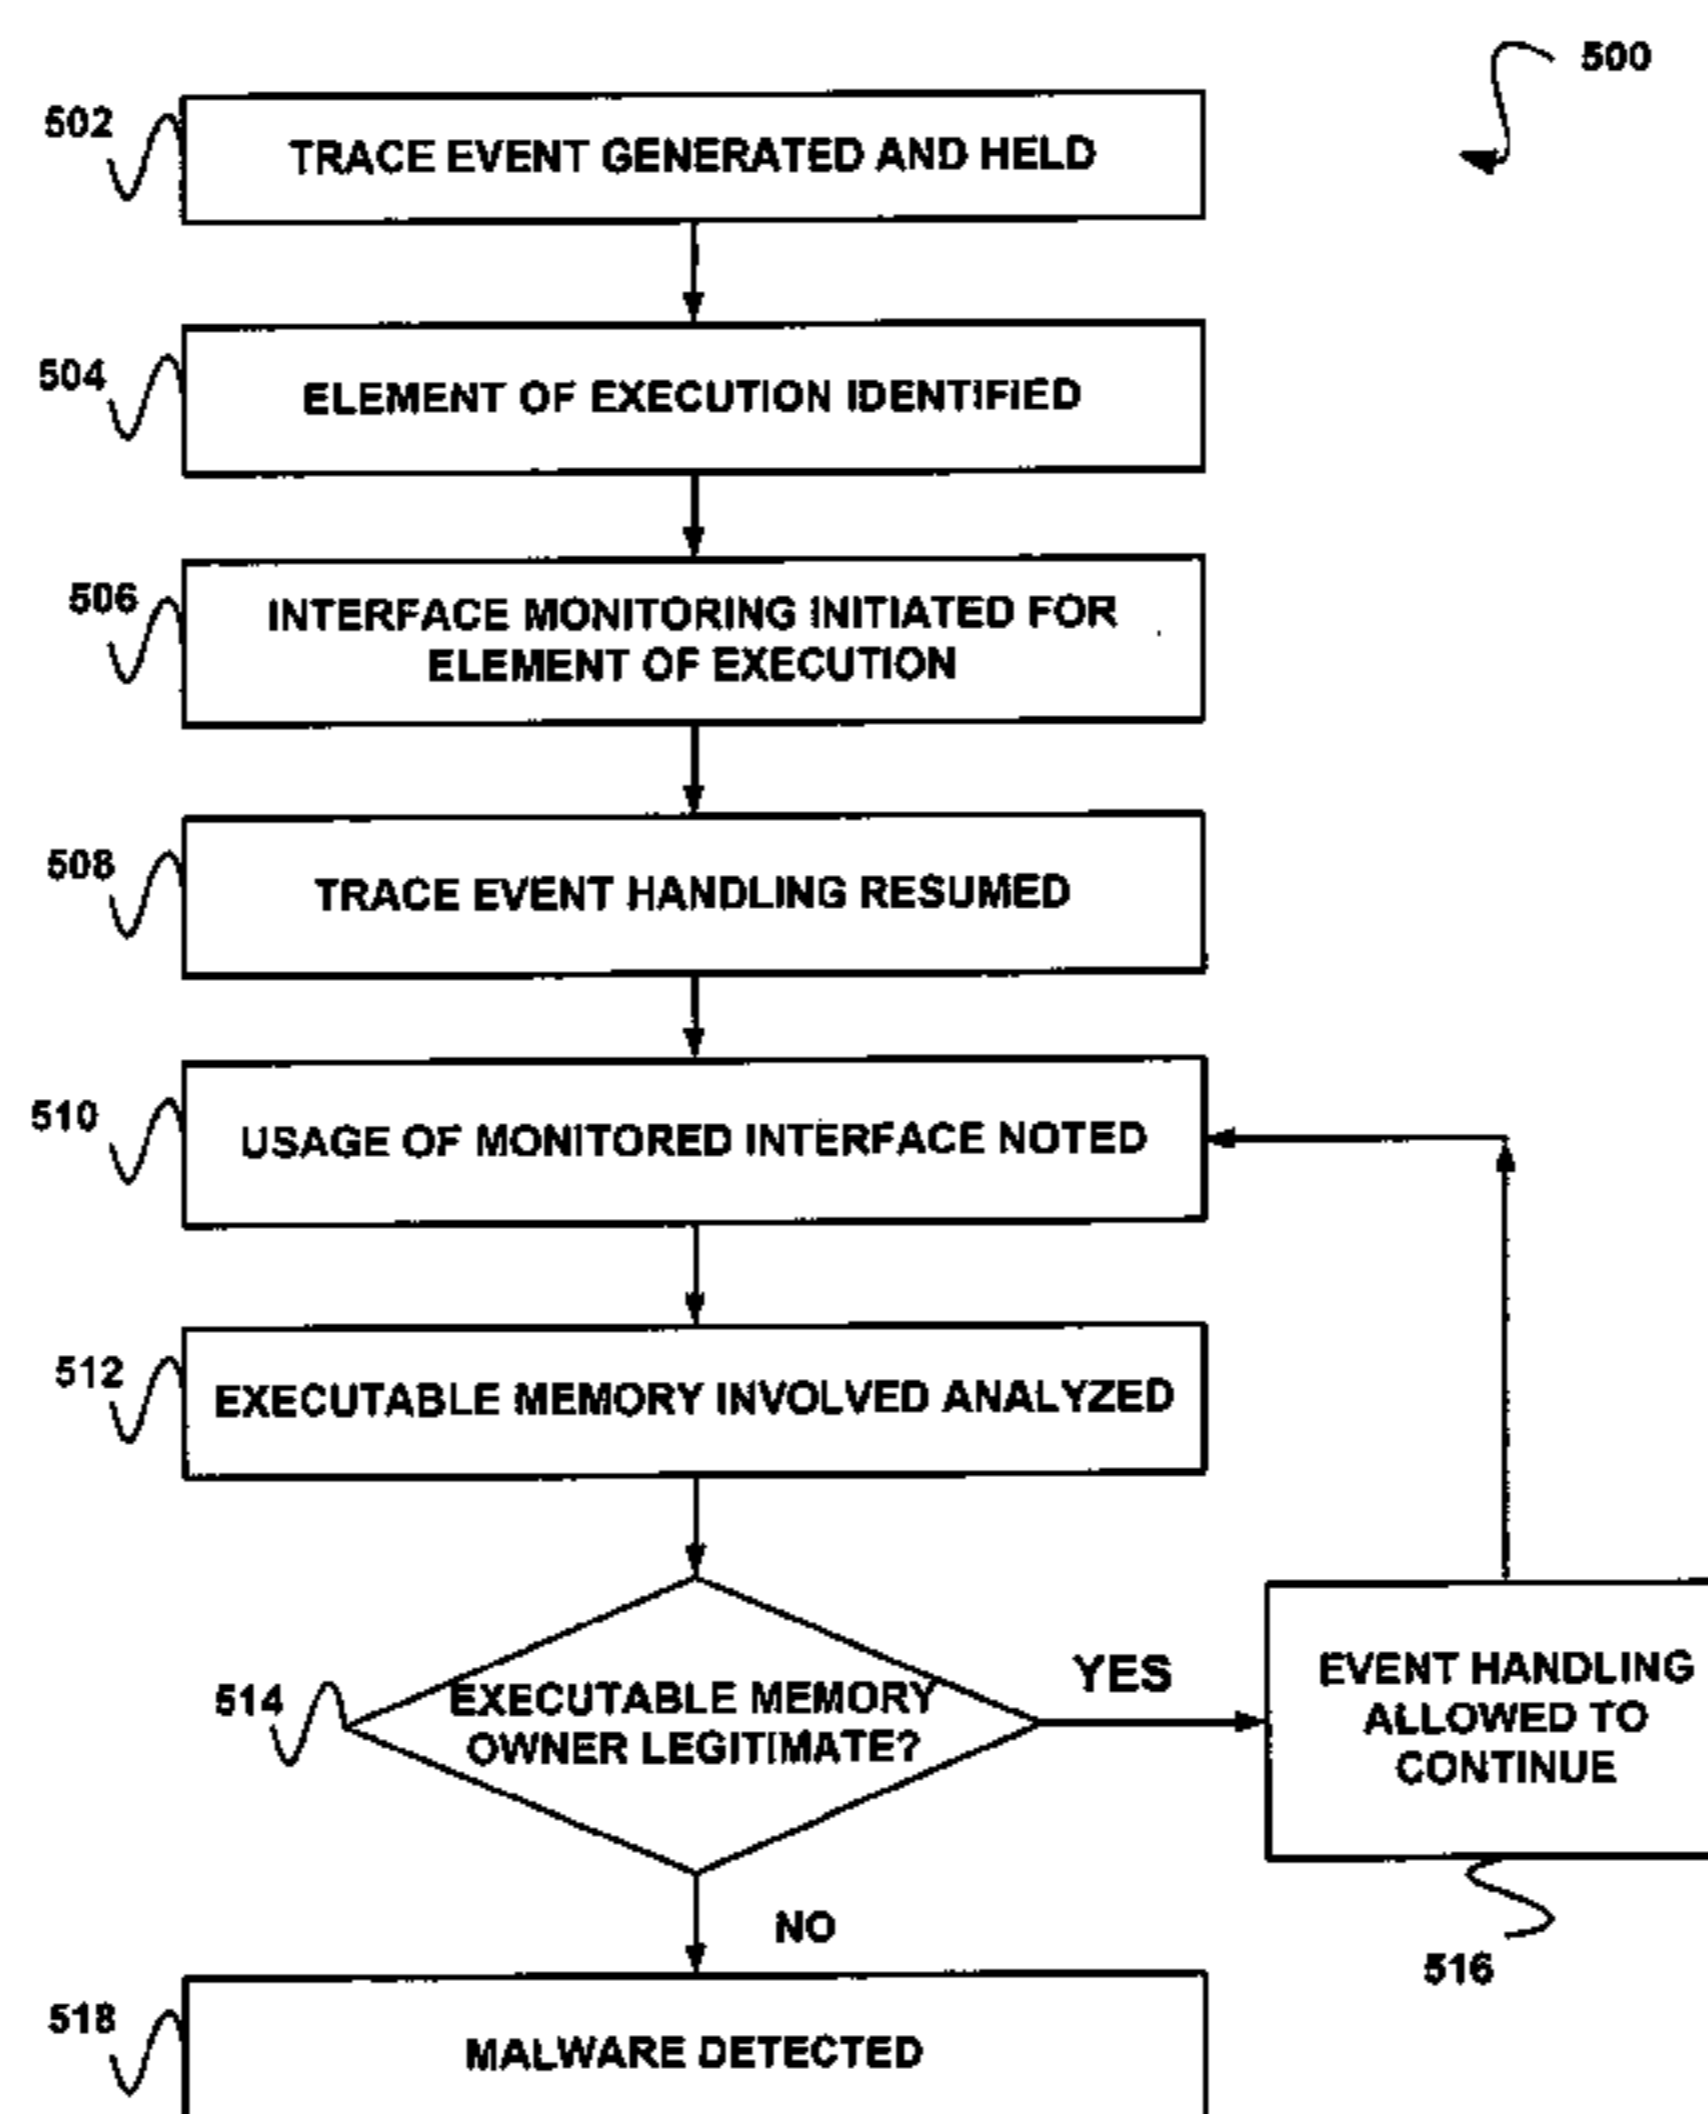 500
502
TRACE EVENT GENERATED AND HELD
504
ELEMENT OF EXECUTION IDENTIFIED
506
INTERFACE MONITORING INITIATED FOR
ELEMENT OF EXECUTION
508
TRACE EVENT HANDLING RESUMED
510
USAGE OF MONITORED INTERFACE NOTED
512
EXECUTABLE MEMORY INVOLVED ANALYZED
514
EXECUTABLE MEMORY
OWNER LEGITIMATE?
YES
EVENT HANDLING
ALLOWED TO
CONTINUE
516
NO
518
MALWARE DETECTED